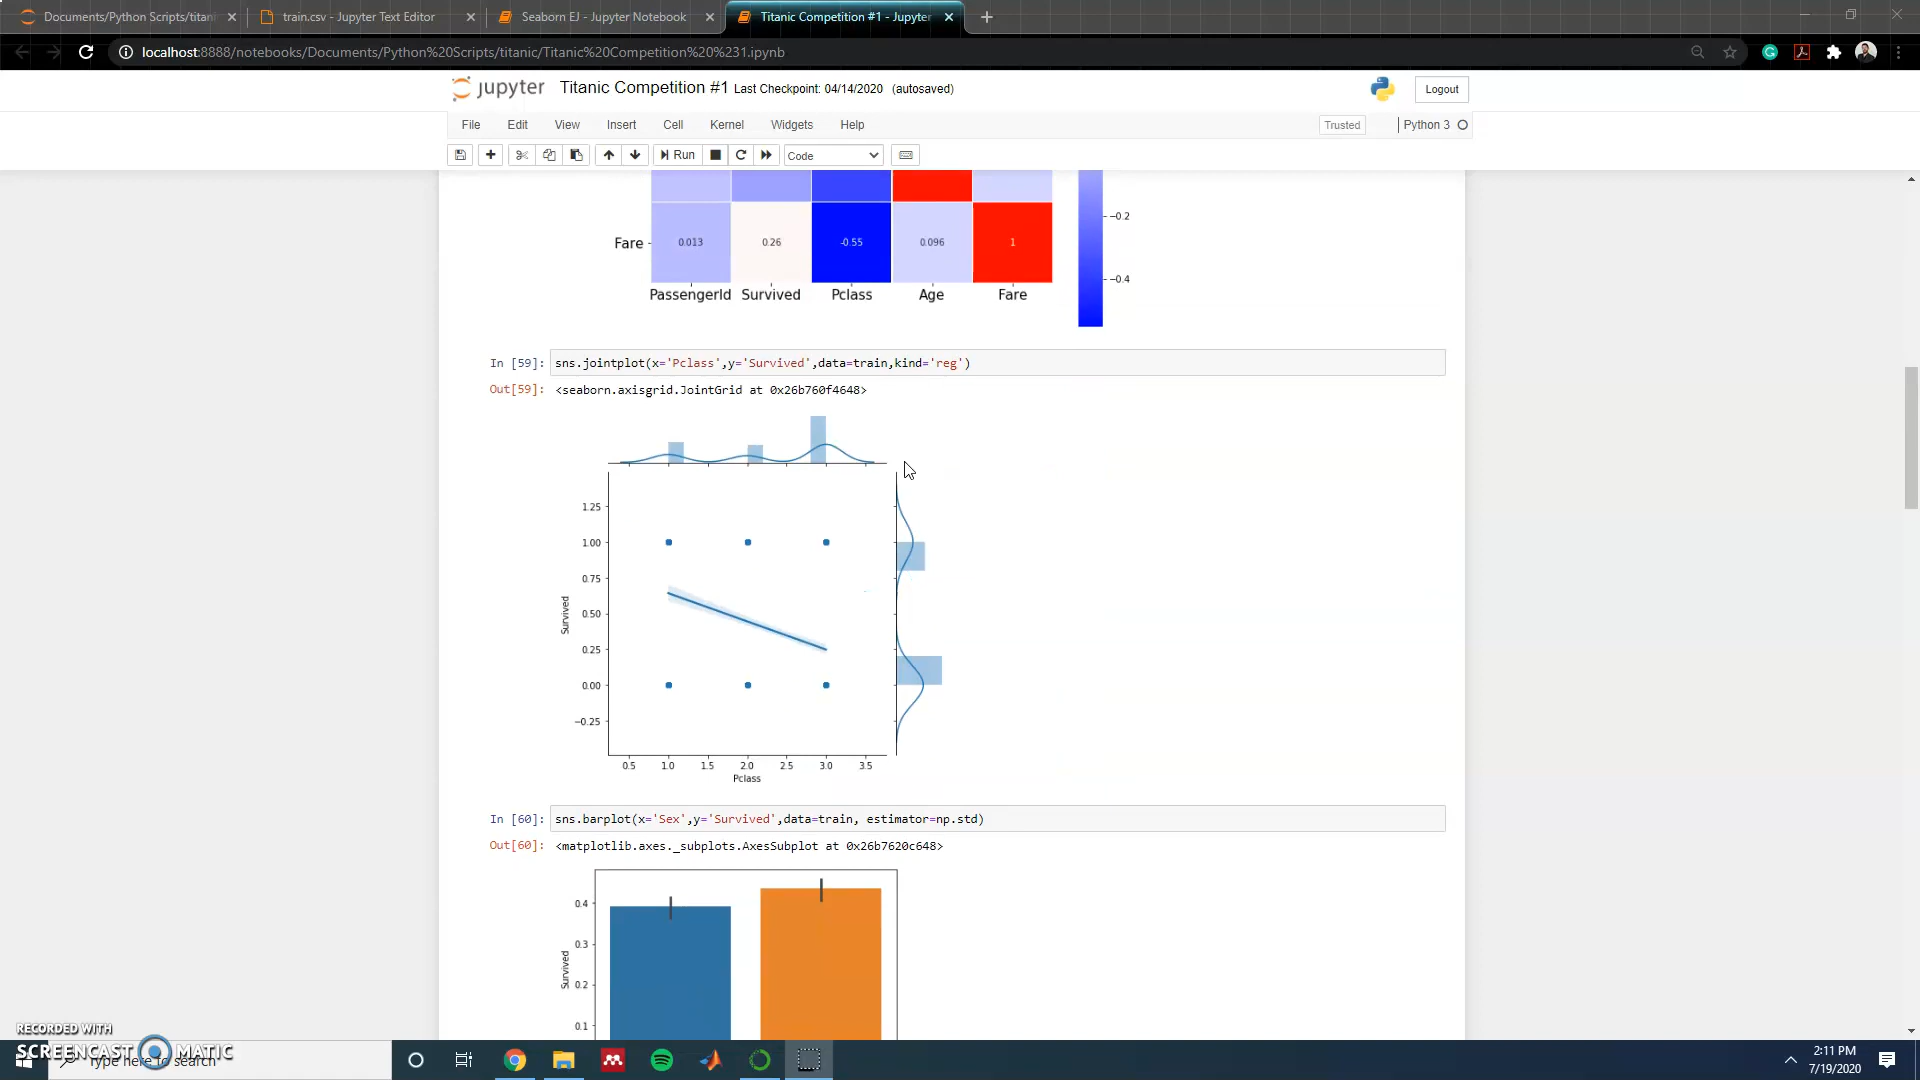 Documents/Python Scripts/titani
train.csv - Jupyter Text Editor
Seaborn EJ - Jupyter Notebook
Titanic Competition #1 - Jupyter
localhost:8888/notebooks/Documents/Python%20Scripts/titanic/Titanic%20Competition%20%231.ipynb
jupyter Titanic Competition #1 Last Checkpoint: 04/14/2020 (autosaved) Logout
File Edit View Insert Cell Kernel Widgets Help Trusted Python 3
Run Code
−0.2
Fare 0.013 0.26 -0.55 0.096 1
−0.4
PassengerId Survived Pclass Age Fare
In [59]: sns.jointplot(x='Pclass',y='Survived',data=train,kind='reg')
Out[59]: <seaborn.axisgrid.JointGrid at 0x26b760f4648>
1.25
1.00
0.75
0.50
Survived
0.25
0.00
−0.25
0.5 1.0 1.5 2.0 2.5 3.0 3.5
Pclass
In [60]: sns.barplot(x='Sex',y='Survived',data=train, estimator=np.std)
Out[60]: <matplotlib.axes._subplots.AxesSubplot at 0x26b7620c648>
0.4
0.3
Survived
0.2
0.1
RECORDED WITH
SCREENCAST MATIC
Type here to search
2:11 PM
7/19/2020